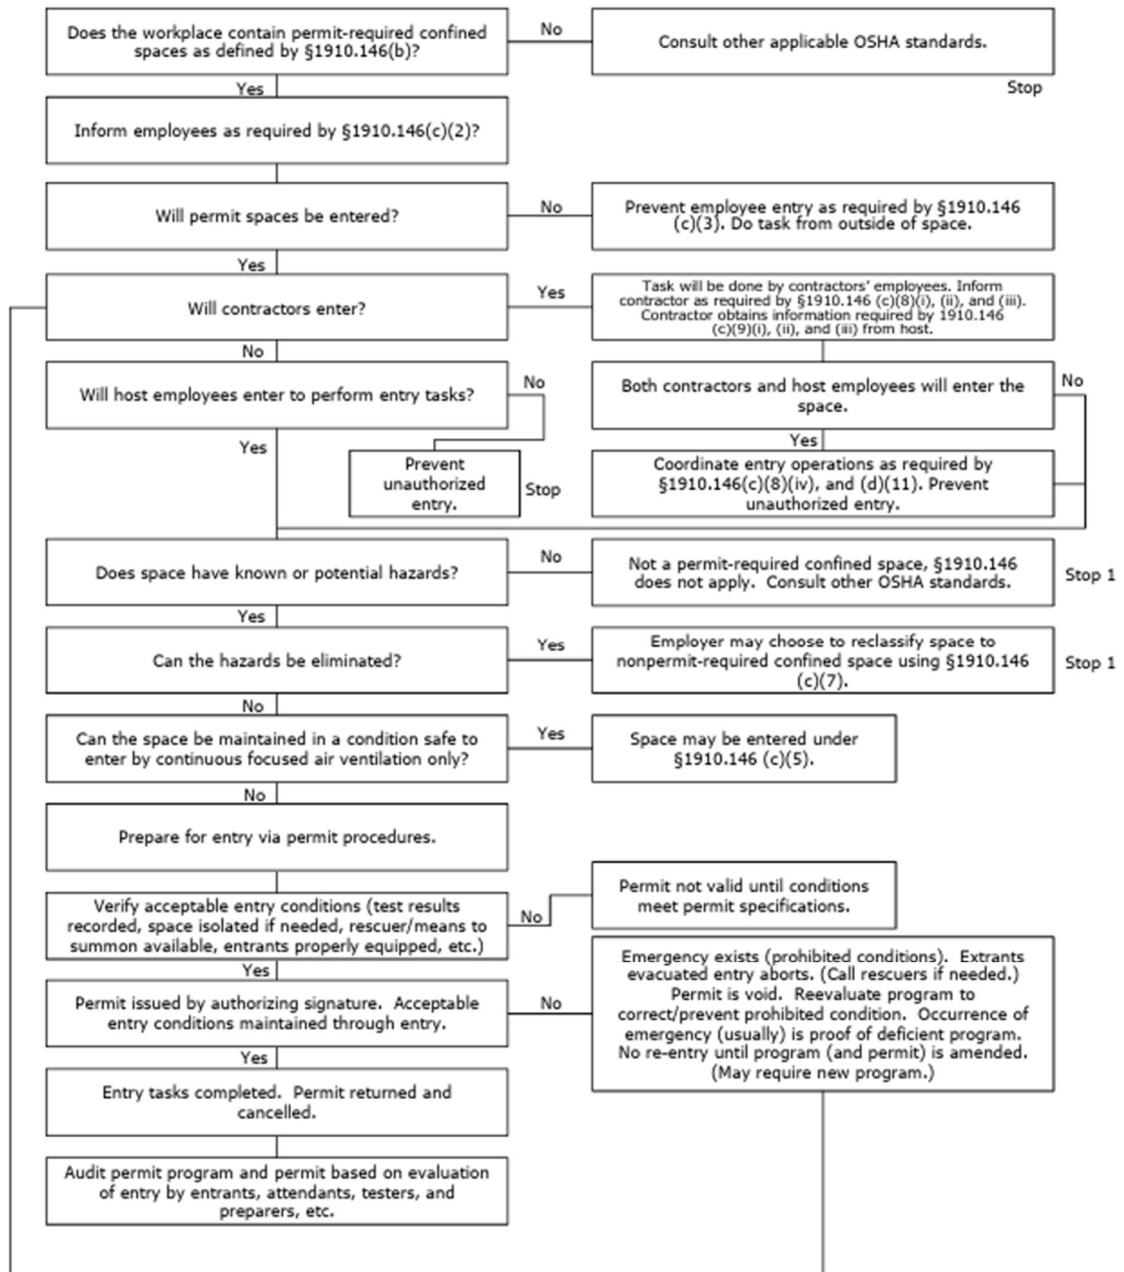 Does the workplace contain permit-required confined
spaces as defined by §1910.146(b)?
No
Consult other applicable OSHA standards.
Stop
Yes
Inform employees as required by §1910.146(c)(2)?
Will permit spaces be entered?
No
Prevent employee entry as required by §1910.146
(c)(3). Do task from outside of space.
Yes
Will contractors enter?
Yes
Task will be done by contractors' employees. Inform
contractor as required by §1910.146 (c)(8)(i), (ii), and (iii).
Contractor obtains information required by 1910.146
(c)(9)(i), (ii), and (iii) from host.
No
Will host employees enter to perform entry tasks?
No
Both contractors and host employees will enter the
space.
No
Yes
Prevent
unauthorized
entry.
Stop
Yes
Coordinate entry operations as required by
§1910.146(c)(8)(iv), and (d)(11). Prevent
unauthorized entry.
Does space have known or potential hazards?
No
Not a permit-required confined space, §1910.146
does not apply.  Consult other OSHA standards.
Stop 1
Yes
Can the hazards be eliminated?
Yes
Employer may choose to reclassify space to
nonpermit-required confined space using §1910.146
(c)(7).
Stop 1
No
Can the space be maintained in a condition safe to
enter by continuous focused air ventilation only?
Yes
Space may be entered under
§1910.146 (c)(5).
No
Prepare for entry via permit procedures.
Verify acceptable entry conditions (test results
recorded, space isolated if needed, rescuer/means to
summon available, entrants properly equipped, etc.)
No
Permit not valid until conditions
meet permit specifications.
Yes
Permit issued by authorizing signature.  Acceptable
entry conditions maintained through entry.
No
Emergency exists (prohibited conditions).  Extrants
evacuated entry aborts. (Call rescuers if needed.)
Permit is void.  Reevaluate program to
correct/prevent prohibited condition.  Occurrence of
emergency (usually) is proof of deficient program.
No re-entry until program (and permit) is amended.
(May require new program.)
Yes
Entry tasks completed.  Permit returned and
cancelled.
Audit permit program and permit based on evaluation
of entry by entrants, attendants, testers, and
preparers, etc.